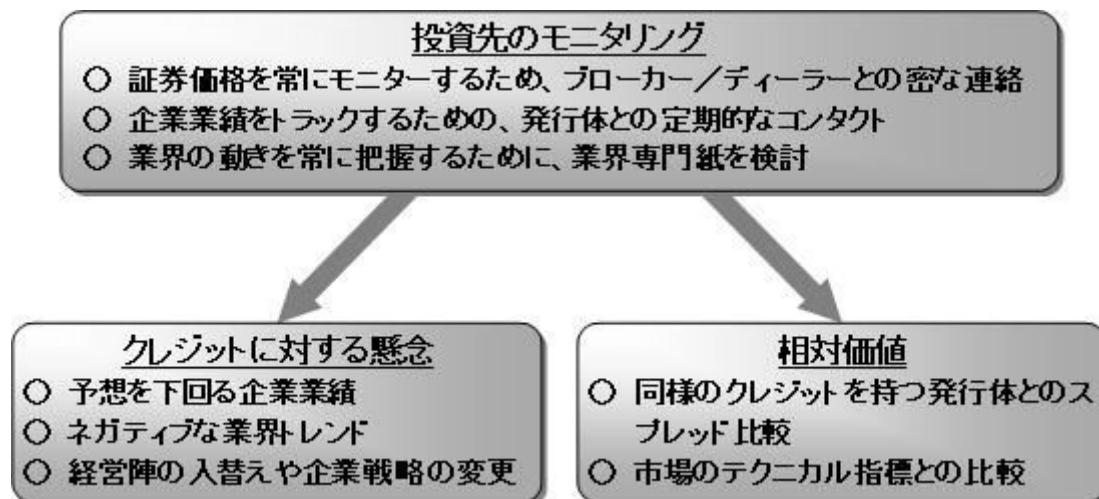 投資先のモニタリング
○ 証券価格を常にモニターするため、ブローカー／ディーラーとの密な連絡
○ 企業業績をトラックするための、発行体との定期的なコンタクト
○ 業界の動きを常に把握するために、業界専門紙を検討
クレジットに対する懸念
○ 予想を下回る企業業績
○ ネガティブな業界トレンド
○ 経営陣の入替えや企業戦略の変更
相対価値
○ 同様のクレジットを持つ発行体とのス
プレッド比較
○ 市場のテクニカル指標との比較